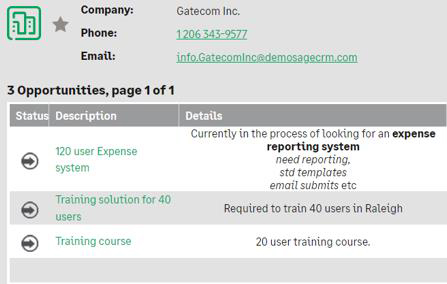 Company: Gatecom Inc.
Phone: 1 206 343-9577
Email: info.GatecomInc@demosagecrm.com
3 Opportunities, page 1 of 1
Status Description Details
120 user Expense system
Currently in the process of looking for an expense
reporting system
need reporting,
std templates
email submits etc
Training solution for 40
users
Required to train 40 users in Raleigh
Training course
20 user training course.